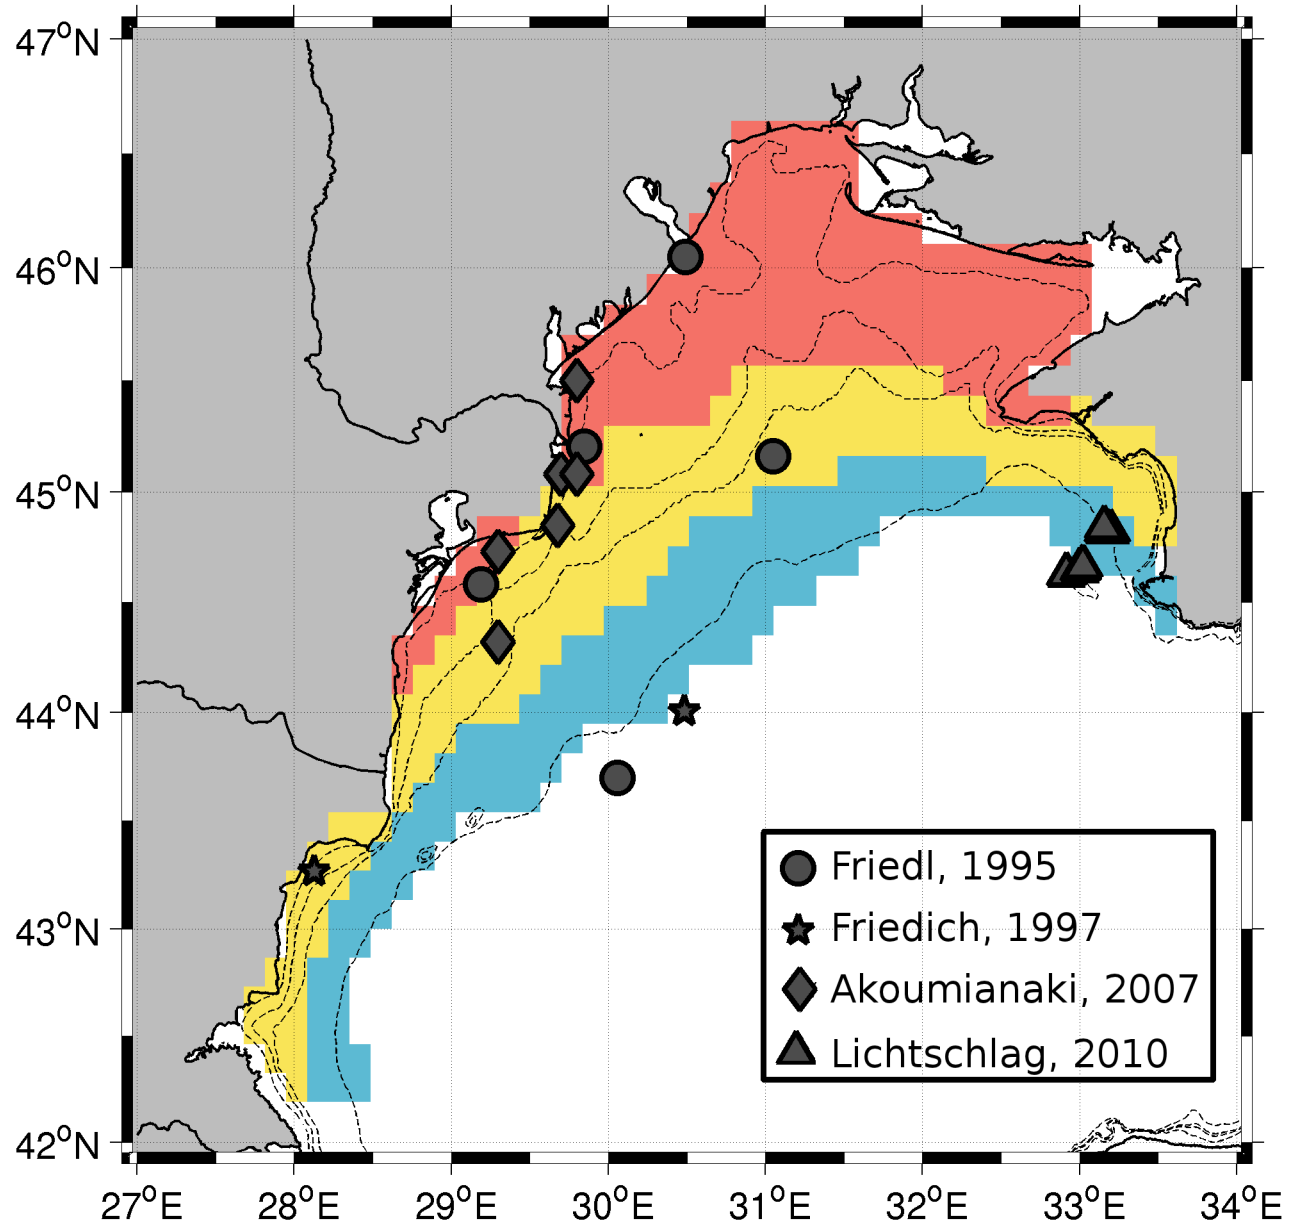 47°N
46°N
45°N
44°N
43°N
42°N
Friedl, 1995
Friedich, 1997
Akoumianaki, 2007
Lichtschlag, 2010
27°E 28°E 29°E 30°E 31°E 32°E 33°E 34°E